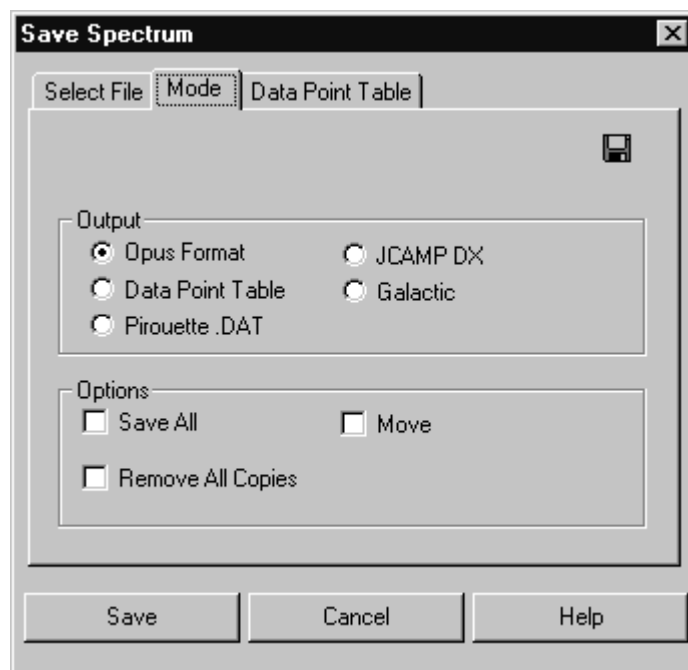 Save Spectrum
Select File Mode Data Point Table
Output
Opus Format JCAMP DX
Data Point Table Galactic
Pirouette .DAT
Options
Save All Move
Remove All Copies
Save Cancel Help